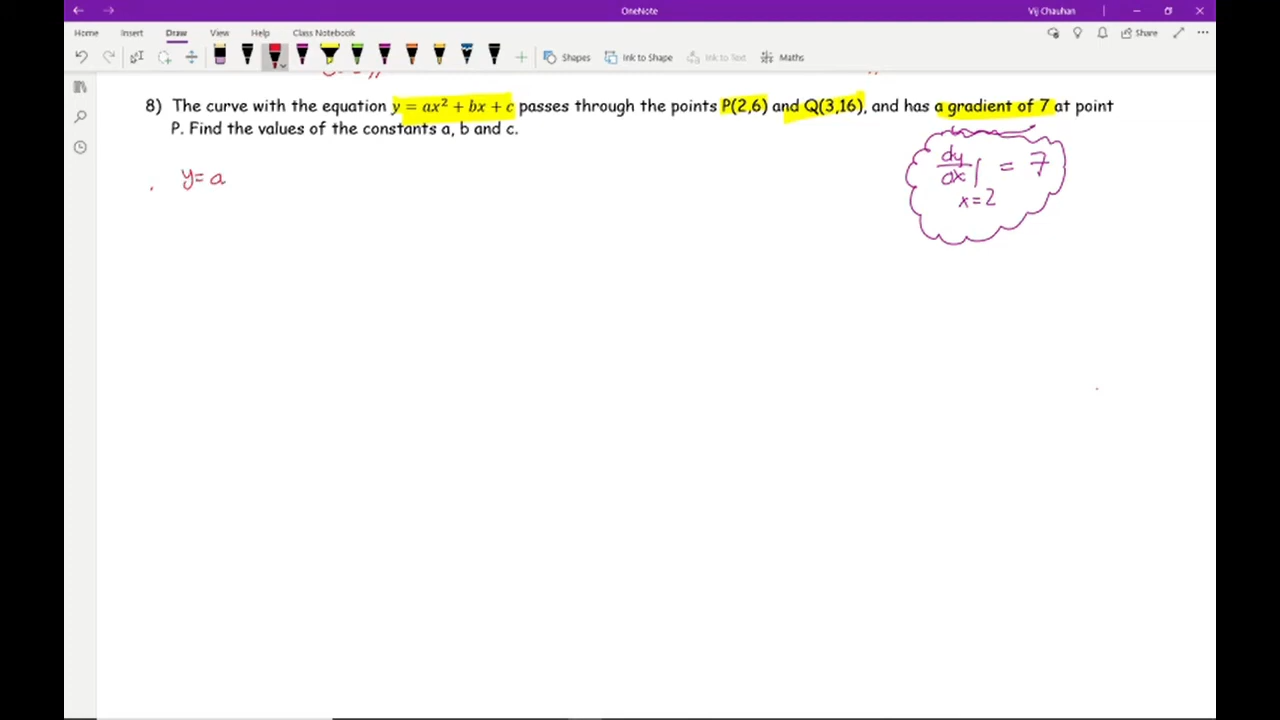 OneNote
Vij Chauhan
Home Insert Draw View Help Class Notebook
Share
Shapes Ink to Shape Ink to Text Maths
8) The curve with the equation y = ax² + bx + c passes through the points P(2,6) and Q(3,16), and has a gradient of 7 at point
P. Find the values of the constants a, b and c.
dy/dx| = 7
x=2
y= a